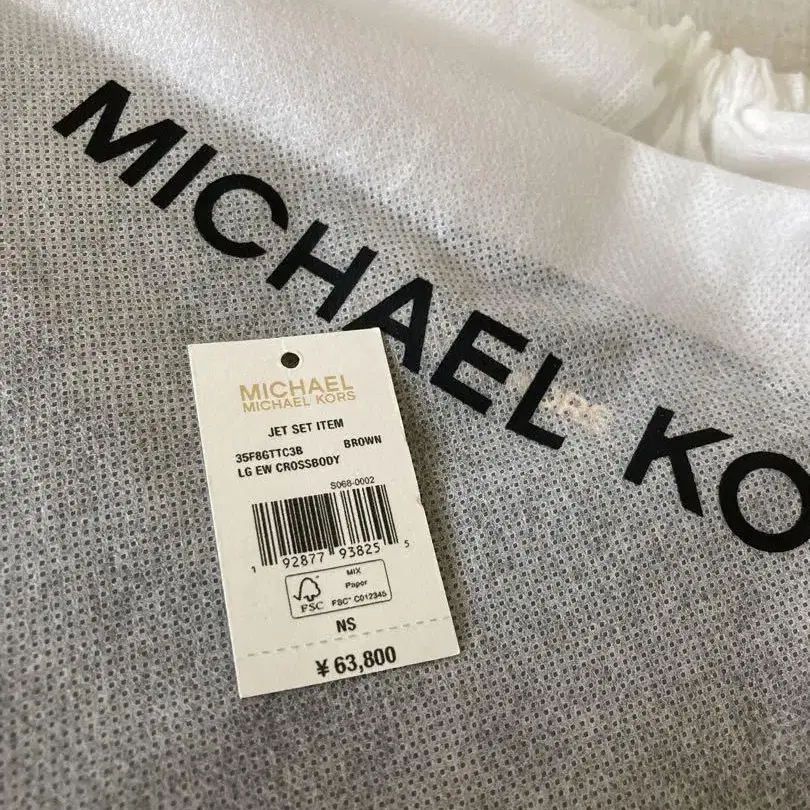 MICHAEL KO
MICHAEL
MICHAEL KORS
JET SET ITEM
35F8GTTC3B BROWN
LG EW CROSSBODY
S068-0002
1 92877 93825 5
MIX
Paper
FSC FSC® C012345
NS
¥ 63,800